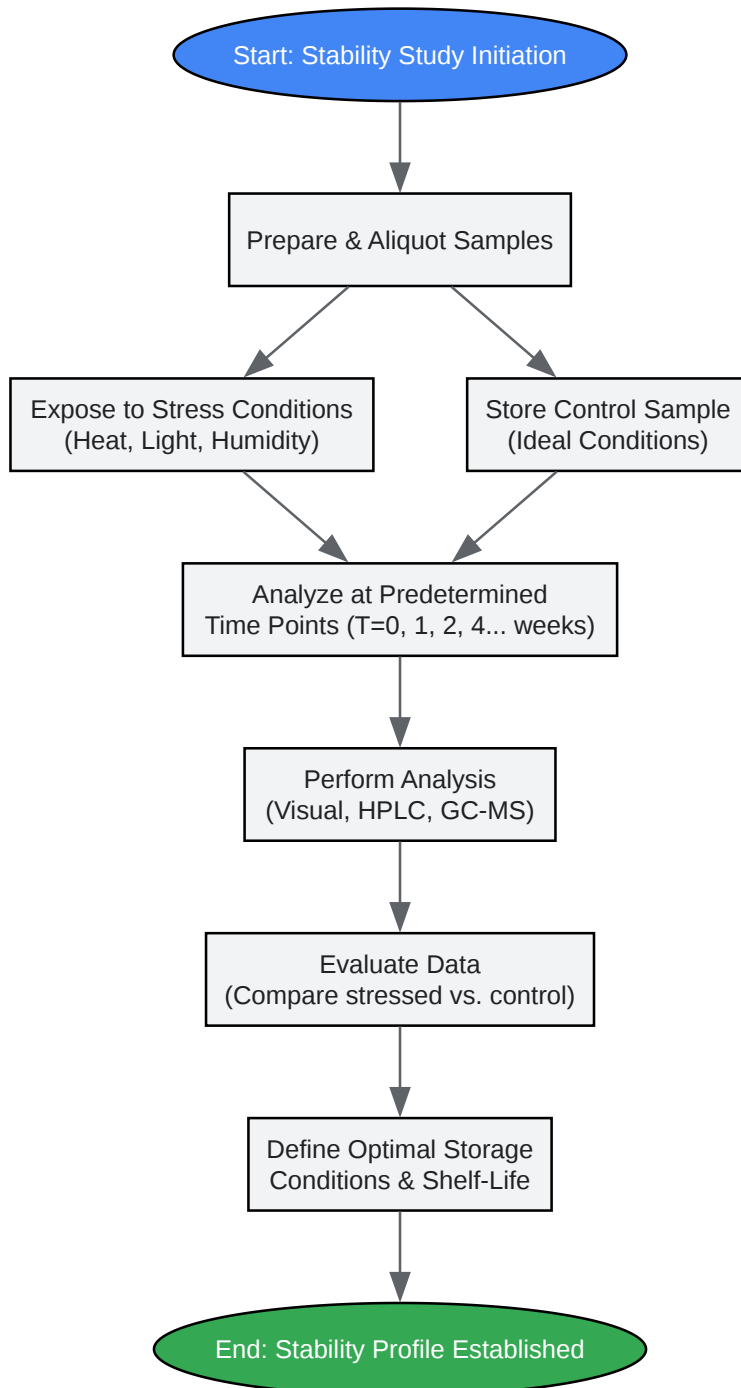 Start: Stability Study Initiation
Prepare & Aliquot Samples
Expose to Stress Conditions
(Heat, Light, Humidity)
Store Control Sample
(Ideal Conditions)
Analyze at Predetermined
Time Points (T=0, 1, 2, 4... weeks)
Perform Analysis
(Visual, HPLC, GC-MS)
Evaluate Data
(Compare stressed vs. control)
Define Optimal Storage
Conditions & Shelf-Life
End: Stability Profile Established